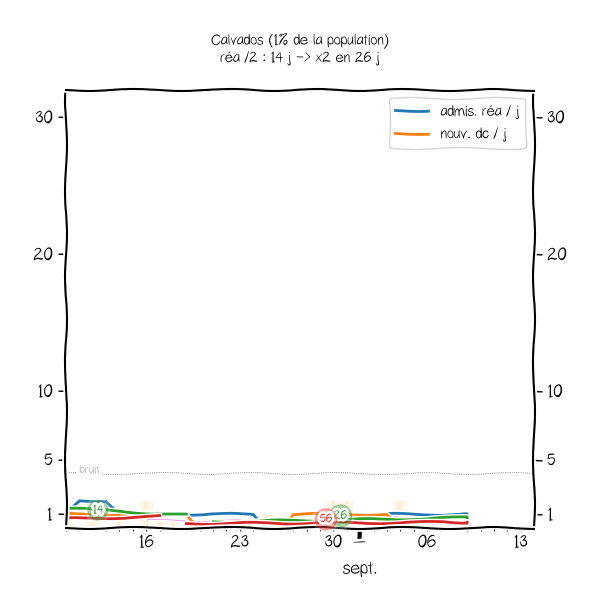 Calvados (1% de la population)
réa /2 : 14 j -> x2 en 26 j
admis. réa / j
nouv. dc / j
30 30
20 20
10 10
5 5
bruit
1 1
14
56 26
16 23 30 06 13
sept.